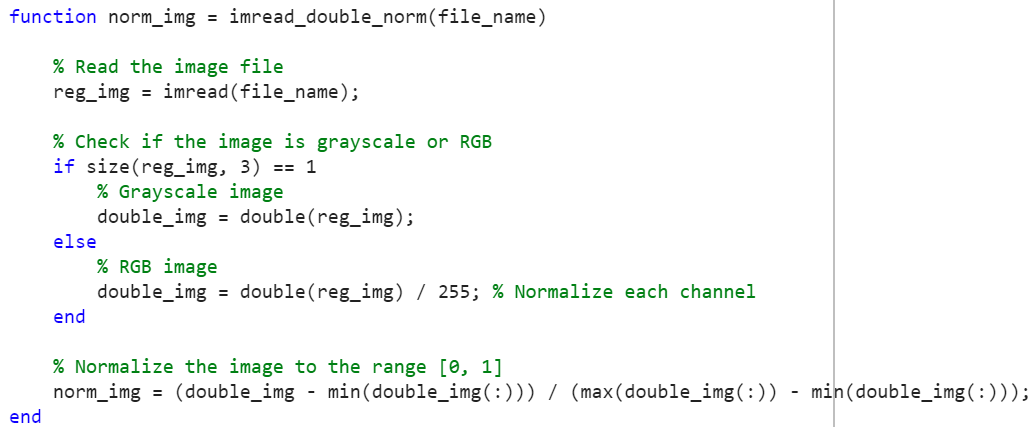 function norm_img = imread_double_norm(file_name)
% Read the image file
reg_img = imread(file_name);
% Check if the image is grayscale or RGB
if size(reg_img, 3) == 1
% Grayscale image
double_img = double(reg_img);
else
% RGB image
double_img = double(reg_img) / 255; % Normalize each channel
end
% Normalize the image to the range [0, 1]
norm_img = (double_img - min(double_img(:))) / (max(double_img(:)) - min(double_img(:)));
end